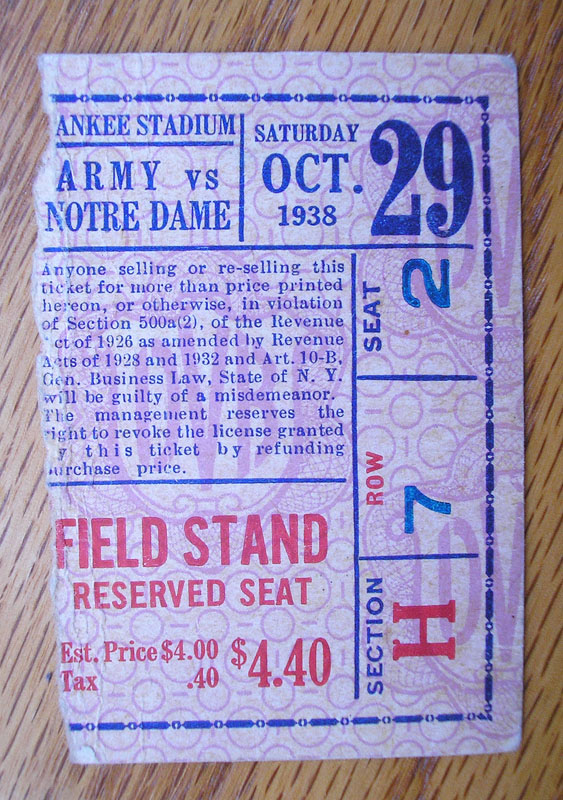 ANKEE STADIUM
ARMY vs
NOTRE DAME
SATURDAY
OCT. 29
1938
Anyone selling or re-selling this
ticket for more than price printed
hereon, or otherwise, in violation
of Section 500a(2), of the Revenue
ct of 1926 as amended by Revenue
Acts of 1928 and 1932 and Art. 10-B,
Gen. Business Law, State of N. Y.
will be guilty of a misdemeanor.
The management reserves the
right to revoke the license granted
y this ticket by refunding
urchase price.
FIELD STAND
RESERVED SEAT
Est. Price $4.00
Tax .40
$4.40
SEAT 2
ROW 7
SECTION H